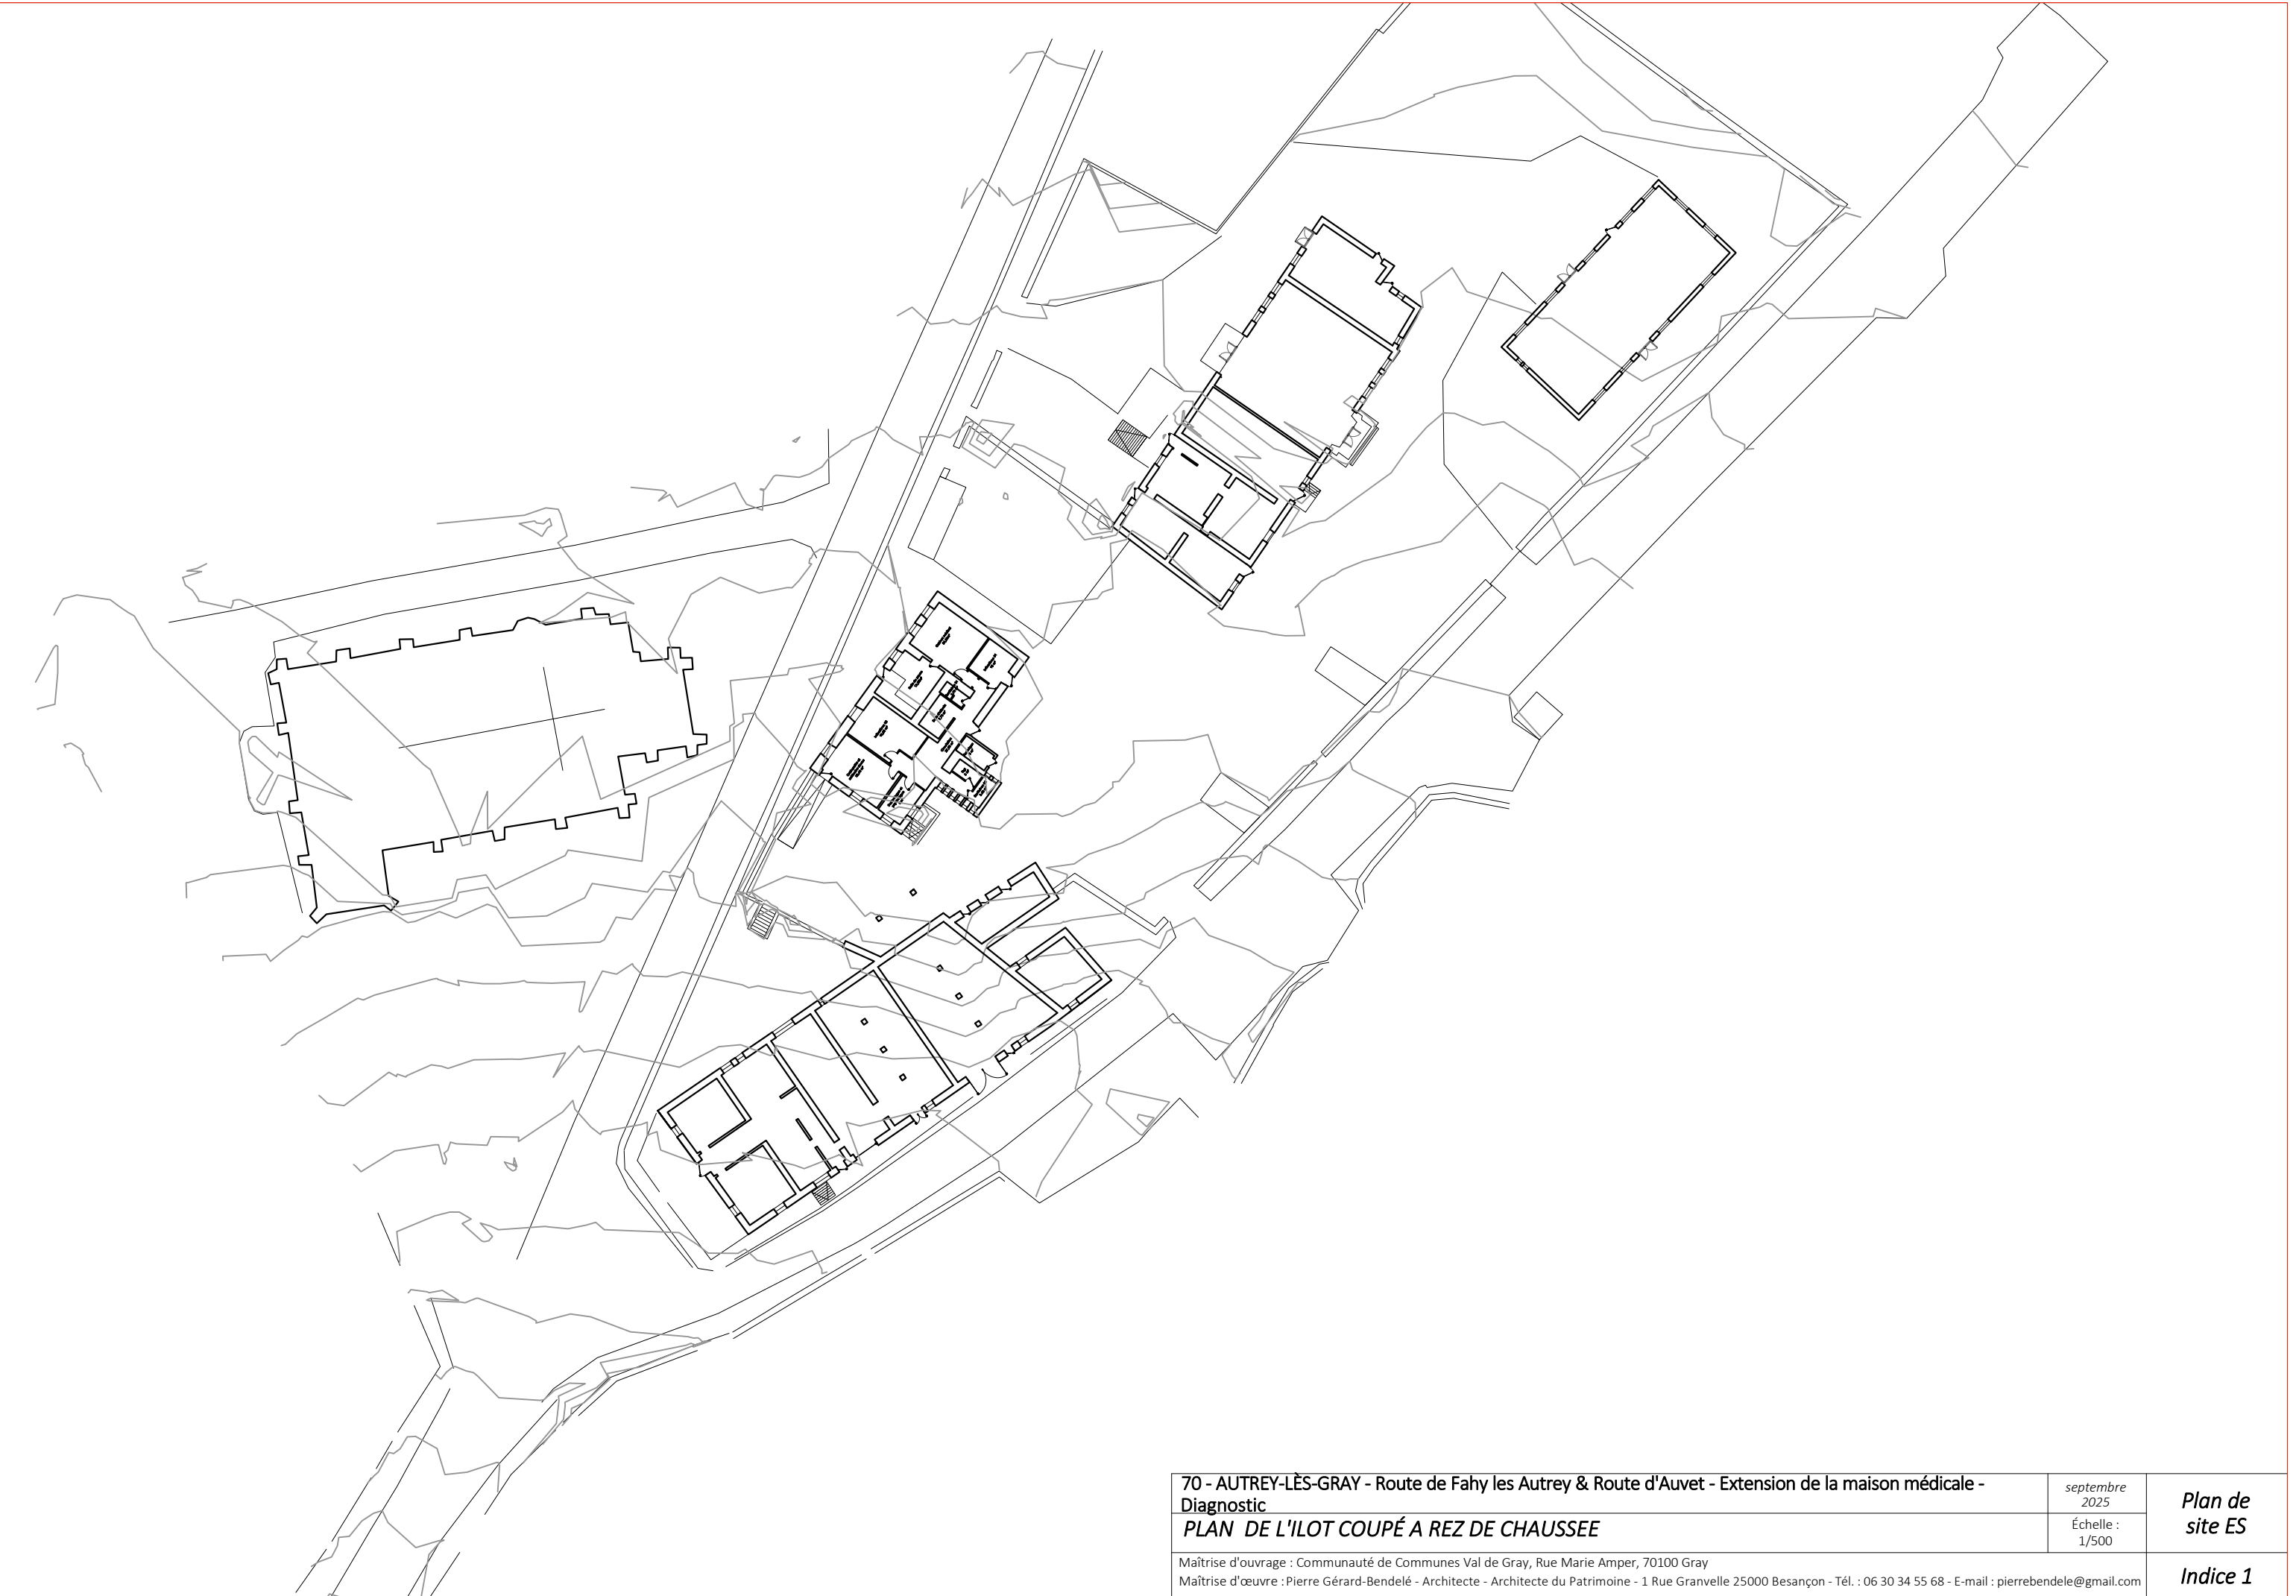 70 - AUTREY-LÈS-GRAY - Route de Fahy les Autrey & Route d'Auvet - Extension de la maison médicale -
Diagnostic
septembre
2025
Plan de
site ES
PLAN DE L'ILOT COUPÉ A REZ DE CHAUSSEE
Échelle :
1/500
Maîtrise d'ouvrage : Communauté de Communes Val de Gray, Rue Marie Amper, 70100 Gray
Maîtrise d'œuvre : Pierre Gérard-Bendelé - Architecte - Architecte du Patrimoine - 1 Rue Granvelle 25000 Besançon - Tél. : 06 30 34 55 68 - E-mail : pierrebendele@gmail.com
Indice 1